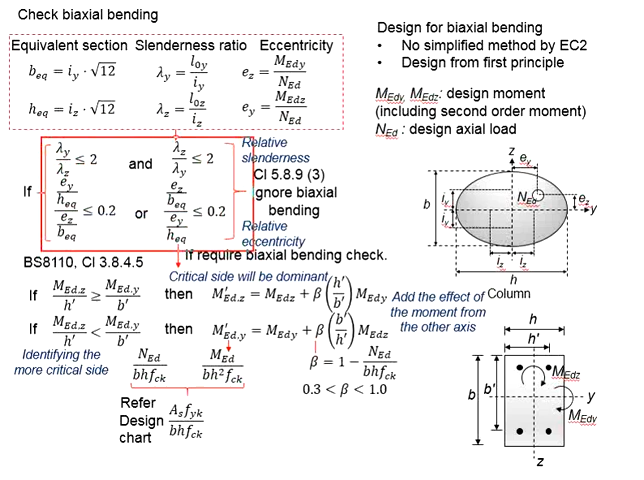 Check biaxial bending
Equivalent section Slenderness ratio Eccentricity
b_eq = i_y · √12   λ_y = l_oy / i_y   e_z = M_Edy / N_Ed
h_eq = i_z · √12   λ_z = l_oz / i_z   e_y = M_Edz / N_Ed
Design for biaxial bending
• No simplified method by EC2
• Design from first principle
M_Edy, M_Edz: design moment
(including second order moment)
N_Ed : design axial load
Relative
slenderness
If λ_y / λ_z ≤ 2 and λ_z / λ_y ≤ 2
(e_y / h_eq) / (e_z / b_eq) ≤ 0.2 or (e_z / b_eq) / (e_y / h_eq) ≤ 0.2
Cl 5.8.9 (3)
gnore biaxial
bending
Relative
eccentricity
If require biaxial bending check.
BS8110, Cl 3.8.4.5
Critical side will be dominant
If M_Ed.z / h' ≥ M_Ed.y / b' then M'_Ed.z = M_Edz + β (h' / b') M_Edy
If M_Ed.z / h' < M_Ed.y / b' then M'_Ed.y = M_Edy + β (b' / h') M_Edz
Add the effect of
the moment from
the other axis
Identifying the
more critical side
N_Ed / bhf_ck   M_Ed / bh²f_ck
β = 1 − N_Ed / bhf_ck
0.3 < β < 1.0
Refer
Design
chart
A_s f_yk / bhf_ck
z
e_y
b
i_y
i_y
N_Ed
e_z
y
i_z
i_z
h
Column
h
h'
b
b'
M_Edz
y
M_Edy
z